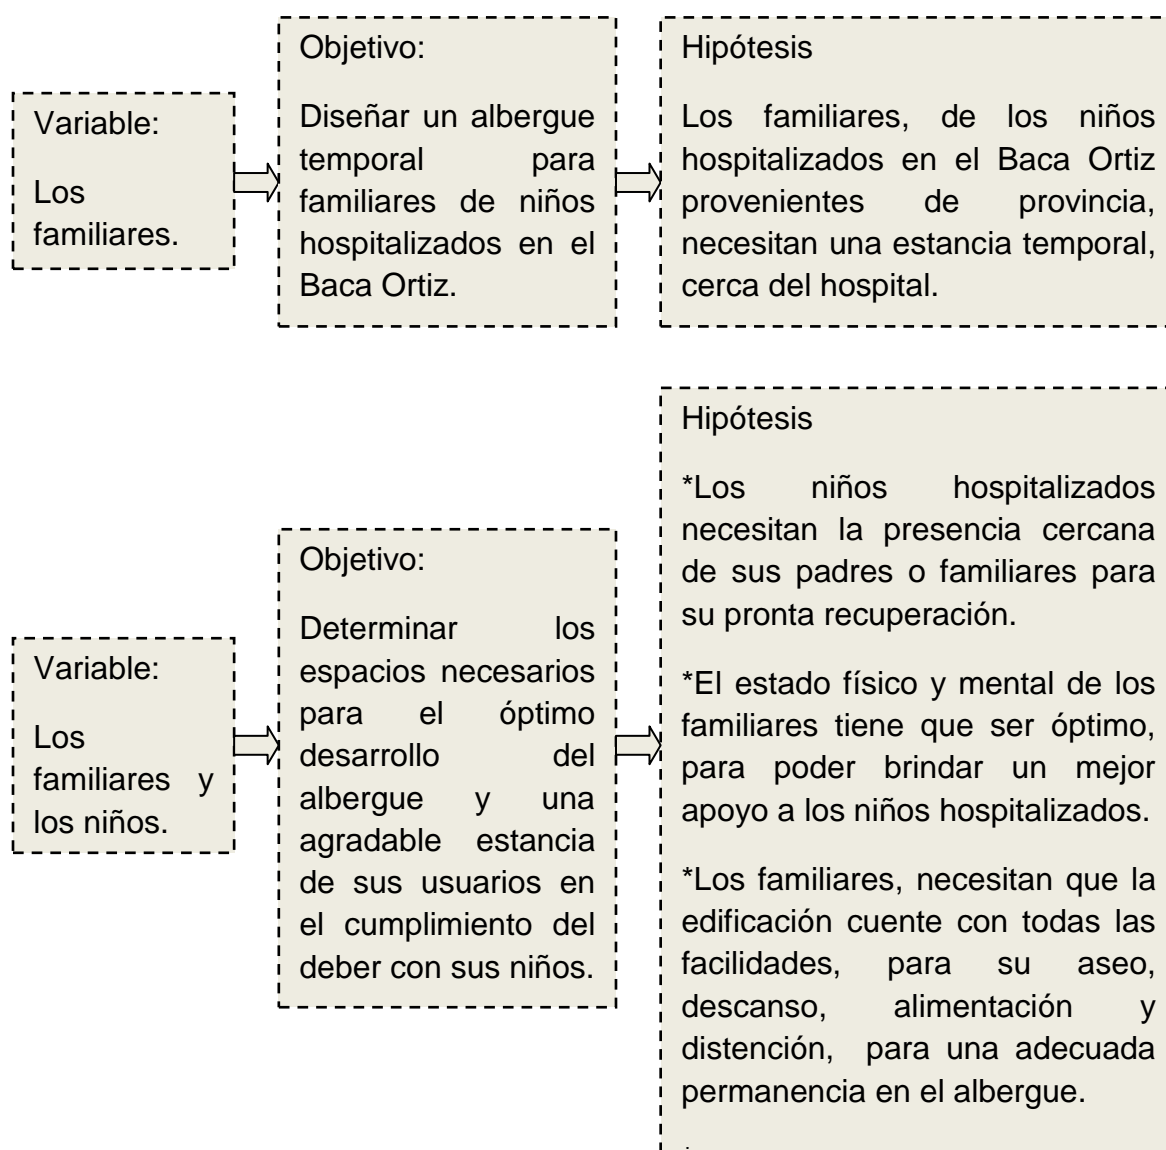 Variable:
Los
familiares.
Objetivo:
Diseñar un albergue
temporal para
familiares de niños
hospitalizados en el
Baca Ortiz.
Hipótesis
Los familiares, de los niños
hospitalizados en el Baca Ortiz
provenientes de provincia,
necesitan una estancia temporal,
cerca del hospital.
Variable:
Los
familiares y
los niños.
Objetivo:
Determinar los
espacios necesarios
para el óptimo
desarrollo del
albergue y una
agradable estancia
de sus usuarios en
el cumplimiento del
deber con sus niños.
Hipótesis
*Los niños hospitalizados
necesitan la presencia cercana
de sus padres o familiares para
su pronta recuperación.
*El estado físico y mental de los
familiares tiene que ser óptimo,
para poder brindar un mejor
apoyo a los niños hospitalizados.
*Los familiares, necesitan que la
edificación cuente con todas las
facilidades, para su aseo,
descanso, alimentación y
distención, para una adecuada
permanencia en el albergue.